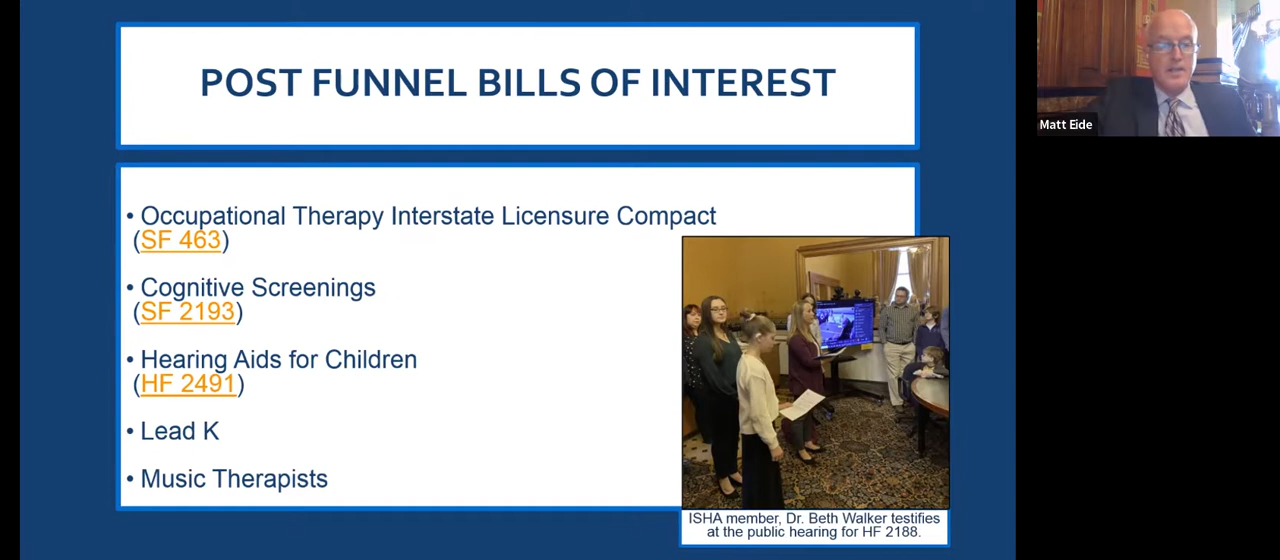 POST FUNNEL BILLS OF INTEREST
• Occupational Therapy Interstate Licensure Compact
(SF 463)
• Cognitive Screenings
(SF 2193)
• Hearing Aids for Children
(HF 2491)
• Lead K
• Music Therapists
ISHA member, Dr. Beth Walker testifies
at the public hearing for HF 2188.
Matt Eide